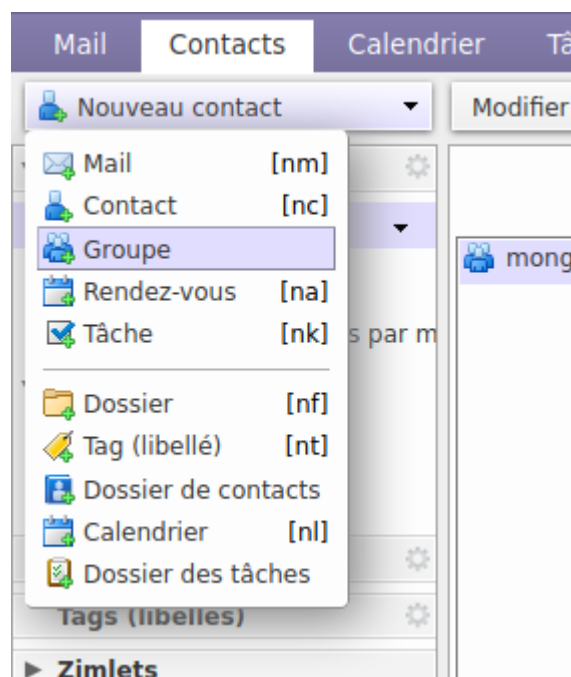 Mail Contacts Calendrier
Nouveau contact Modifier
Mail [nm]
Contact [nc]
Groupe
Rendez-vous [na]
Tâche [nk] s par m
Dossier [nf]
Tag (libellé) [nt]
Dossier de contacts
Calendrier [nl]
Dossier des tâches
Tags (libellés)
Zimlets